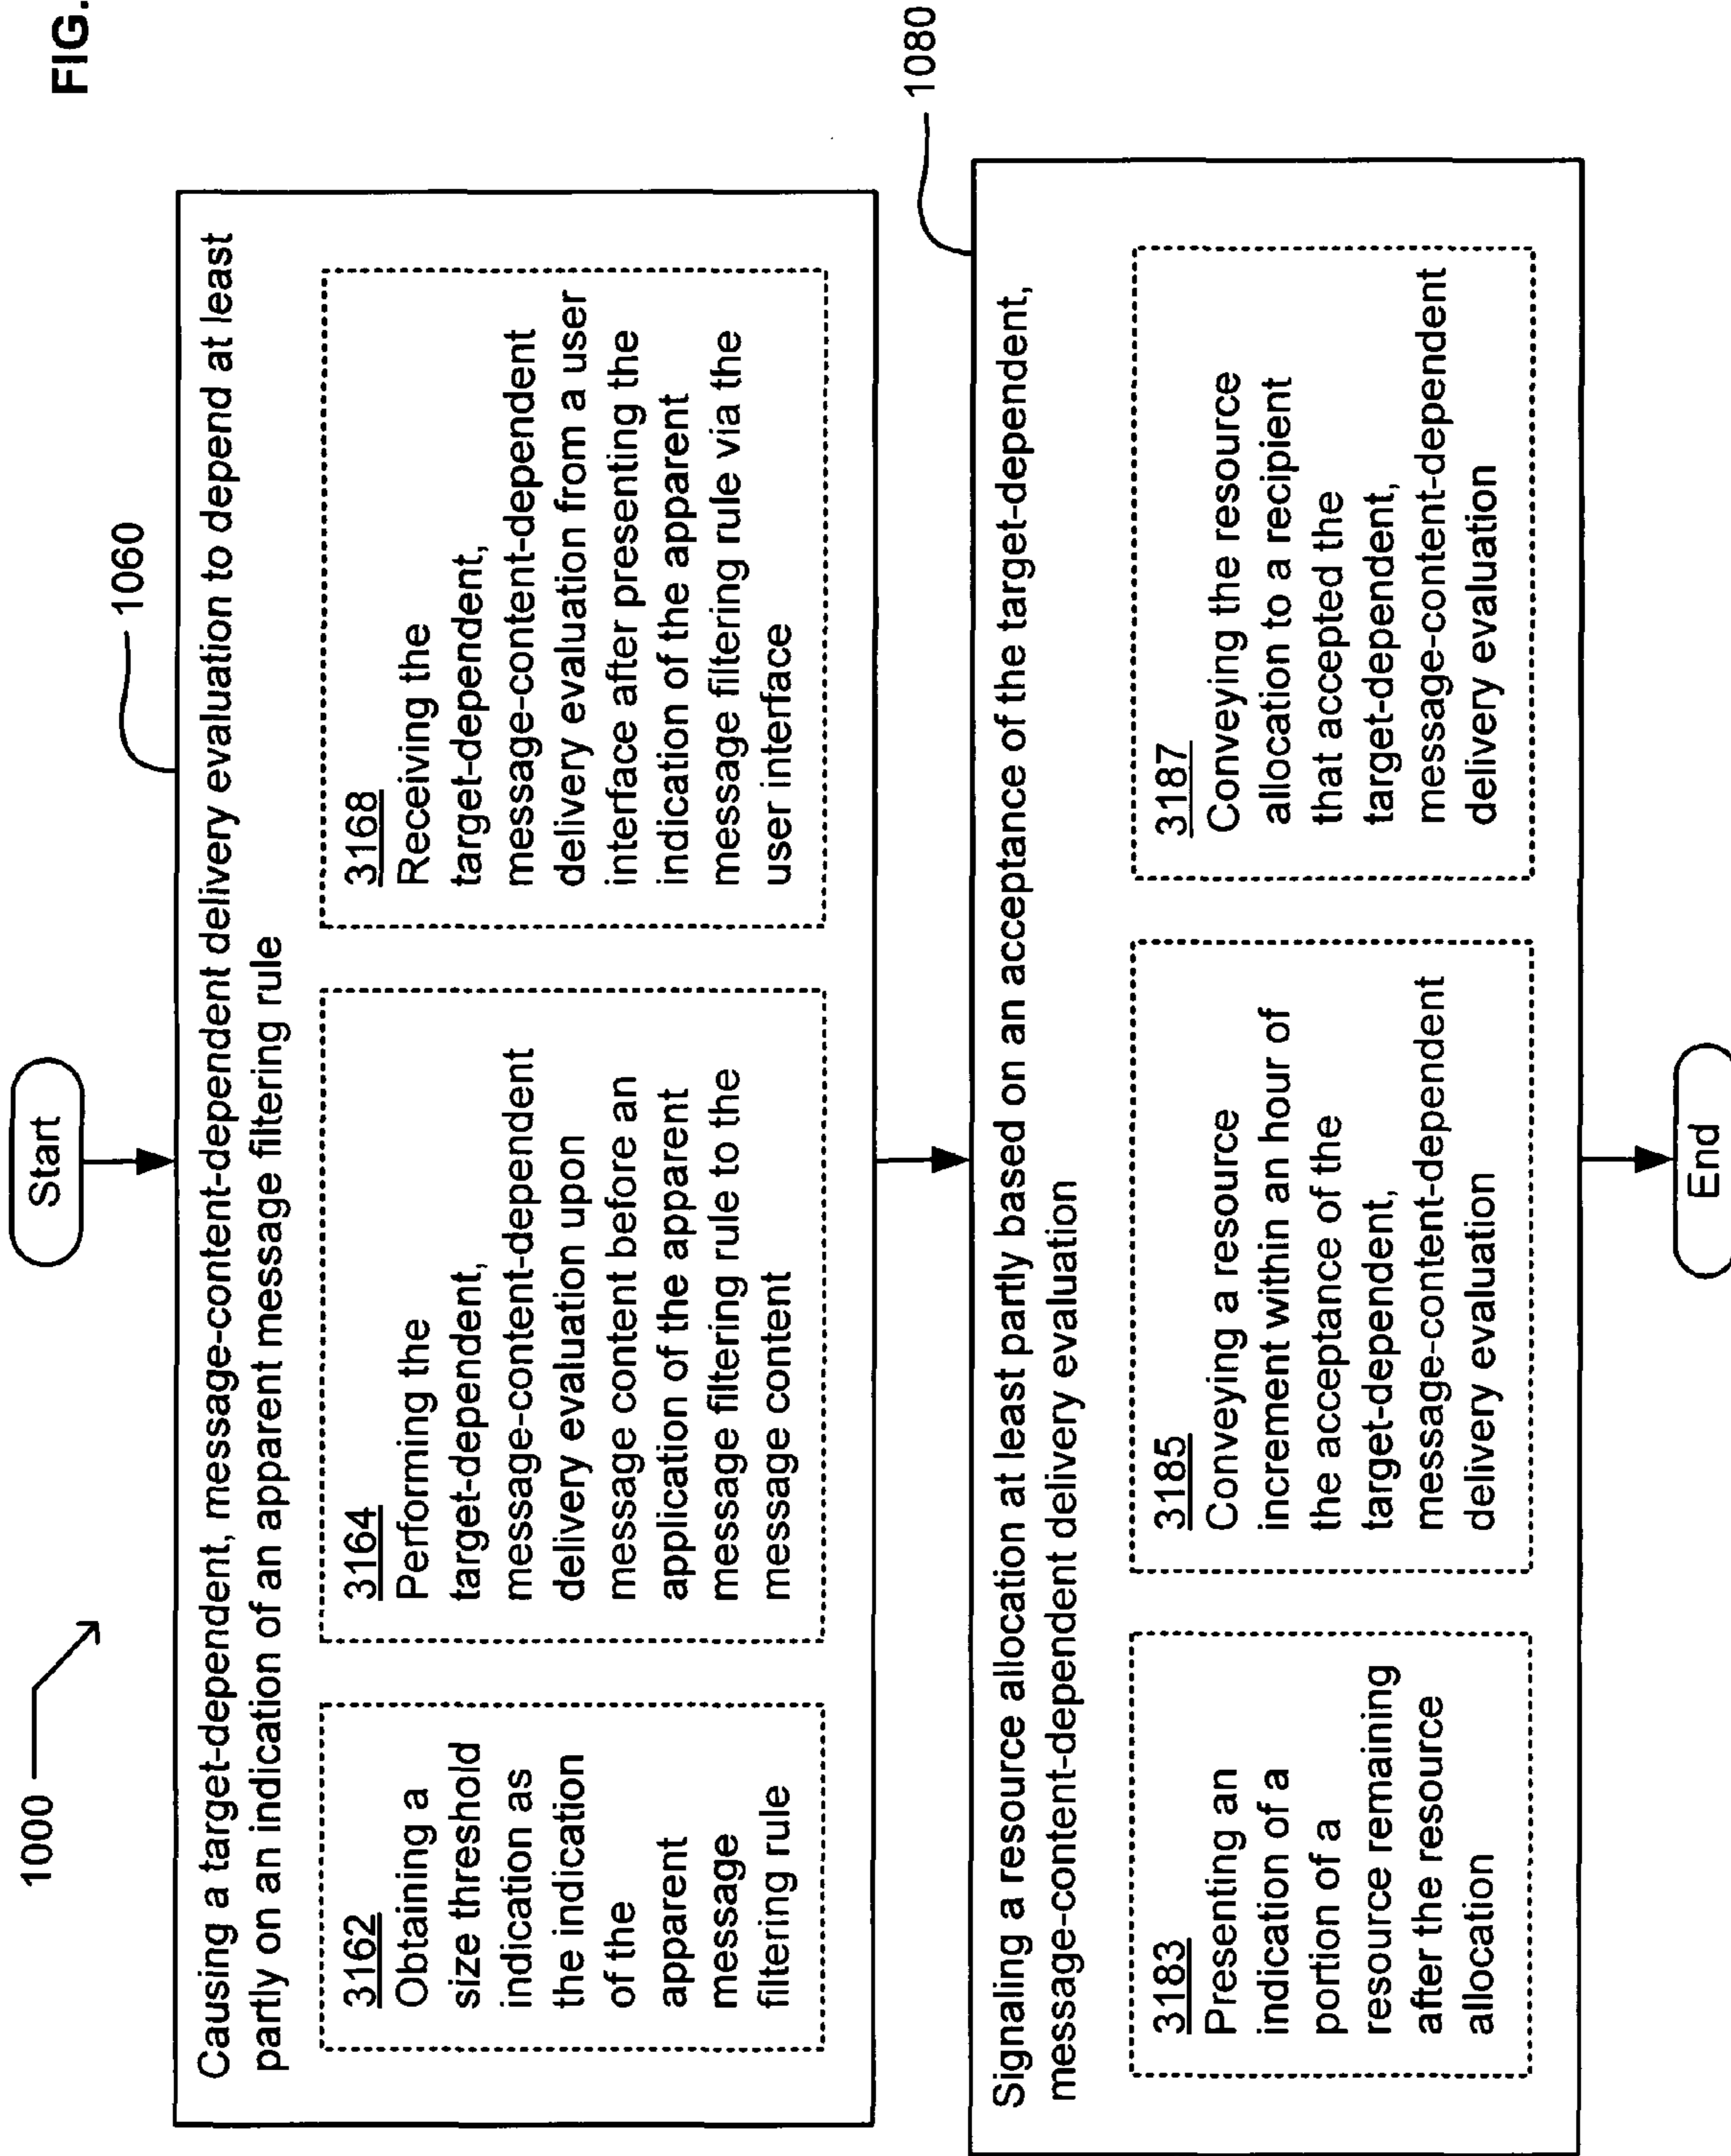 FIG.
1000
Start
1060
Causing a target-dependent, message-content-dependent delivery evaluation to depend at least
partly on an indication of an apparent message filtering rule
3162
Obtaining a
size threshold
indication as
the indication
of the
apparent
message
filtering rule
3164
Performing the
target-dependent,
message-content-dependent
delivery evaluation upon
message content before an
application of the apparent
message filtering rule to the
message content
3168
Receiving the
target-dependent,
message-content-dependent
delivery evaluation from a user
interface after presenting the
indication of the apparent
message filtering rule via the
user interface
1080
Signaling a resource allocation at least partly based on an acceptance of the target-dependent,
message-content-dependent delivery evaluation
3183
Presenting an
indication of a
portion of a
resource remaining
after the resource
allocation
3185
Conveying a resource
increment within an hour of
the acceptance of the
target-dependent,
message-content-dependent
delivery evaluation
3187
Conveying the resource
allocation to a recipient
that accepted the
target-dependent,
message-content-dependent
delivery evaluation
End